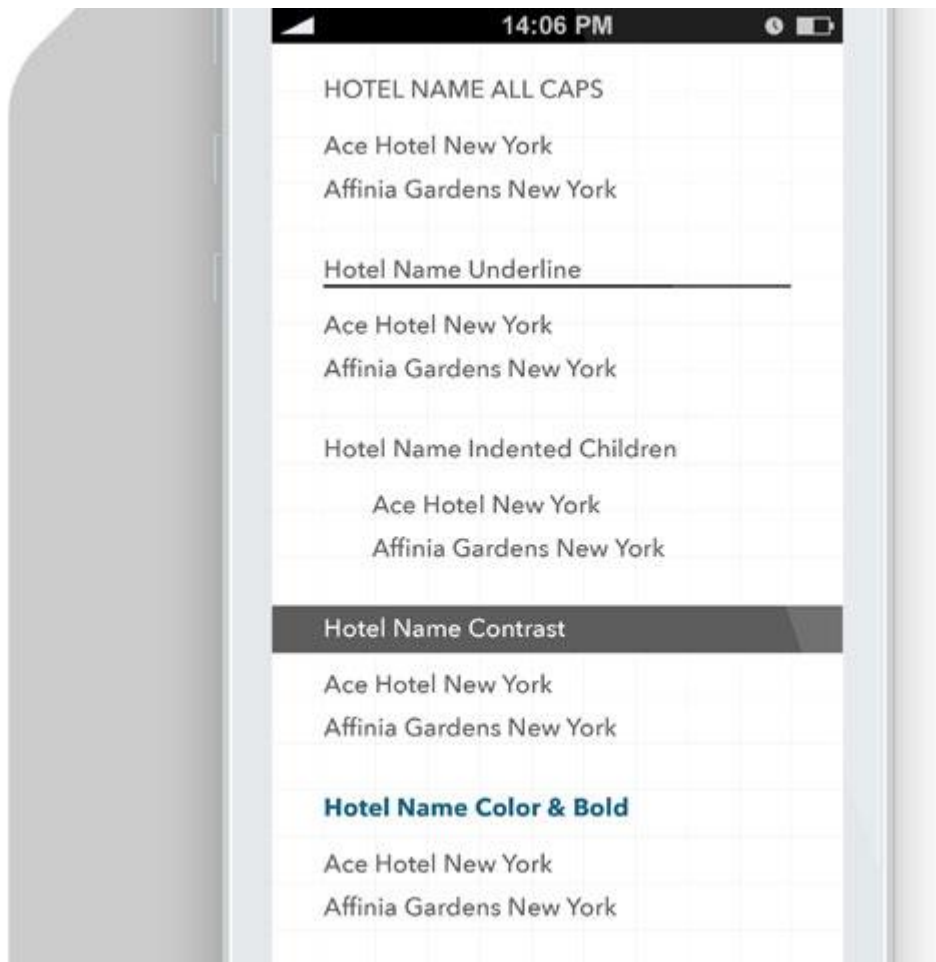 14:06 PM
HOTEL NAME ALL CAPS
Ace Hotel New York
Affinia Gardens New York
Hotel Name Underline
Ace Hotel New York
Affinia Gardens New York
Hotel Name Indented Children
Ace Hotel New York
Affinia Gardens New York
Hotel Name Contrast
Ace Hotel New York
Affinia Gardens New York
Hotel Name Color & Bold
Ace Hotel New York
Affinia Gardens New York